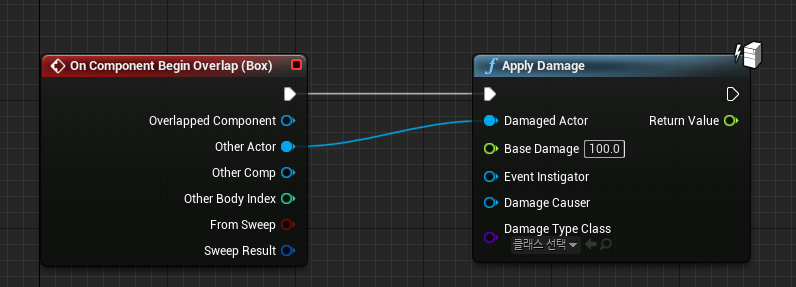 On Component Begin Overlap (Box)
Overlapped Component
Other Actor
Other Comp
Other Body Index
From Sweep
Sweep Result
f Apply Damage
Damaged Actor
Return Value
Base Damage 100.0
Event Instigator
Damage Causer
Damage Type Class
클래스 선택